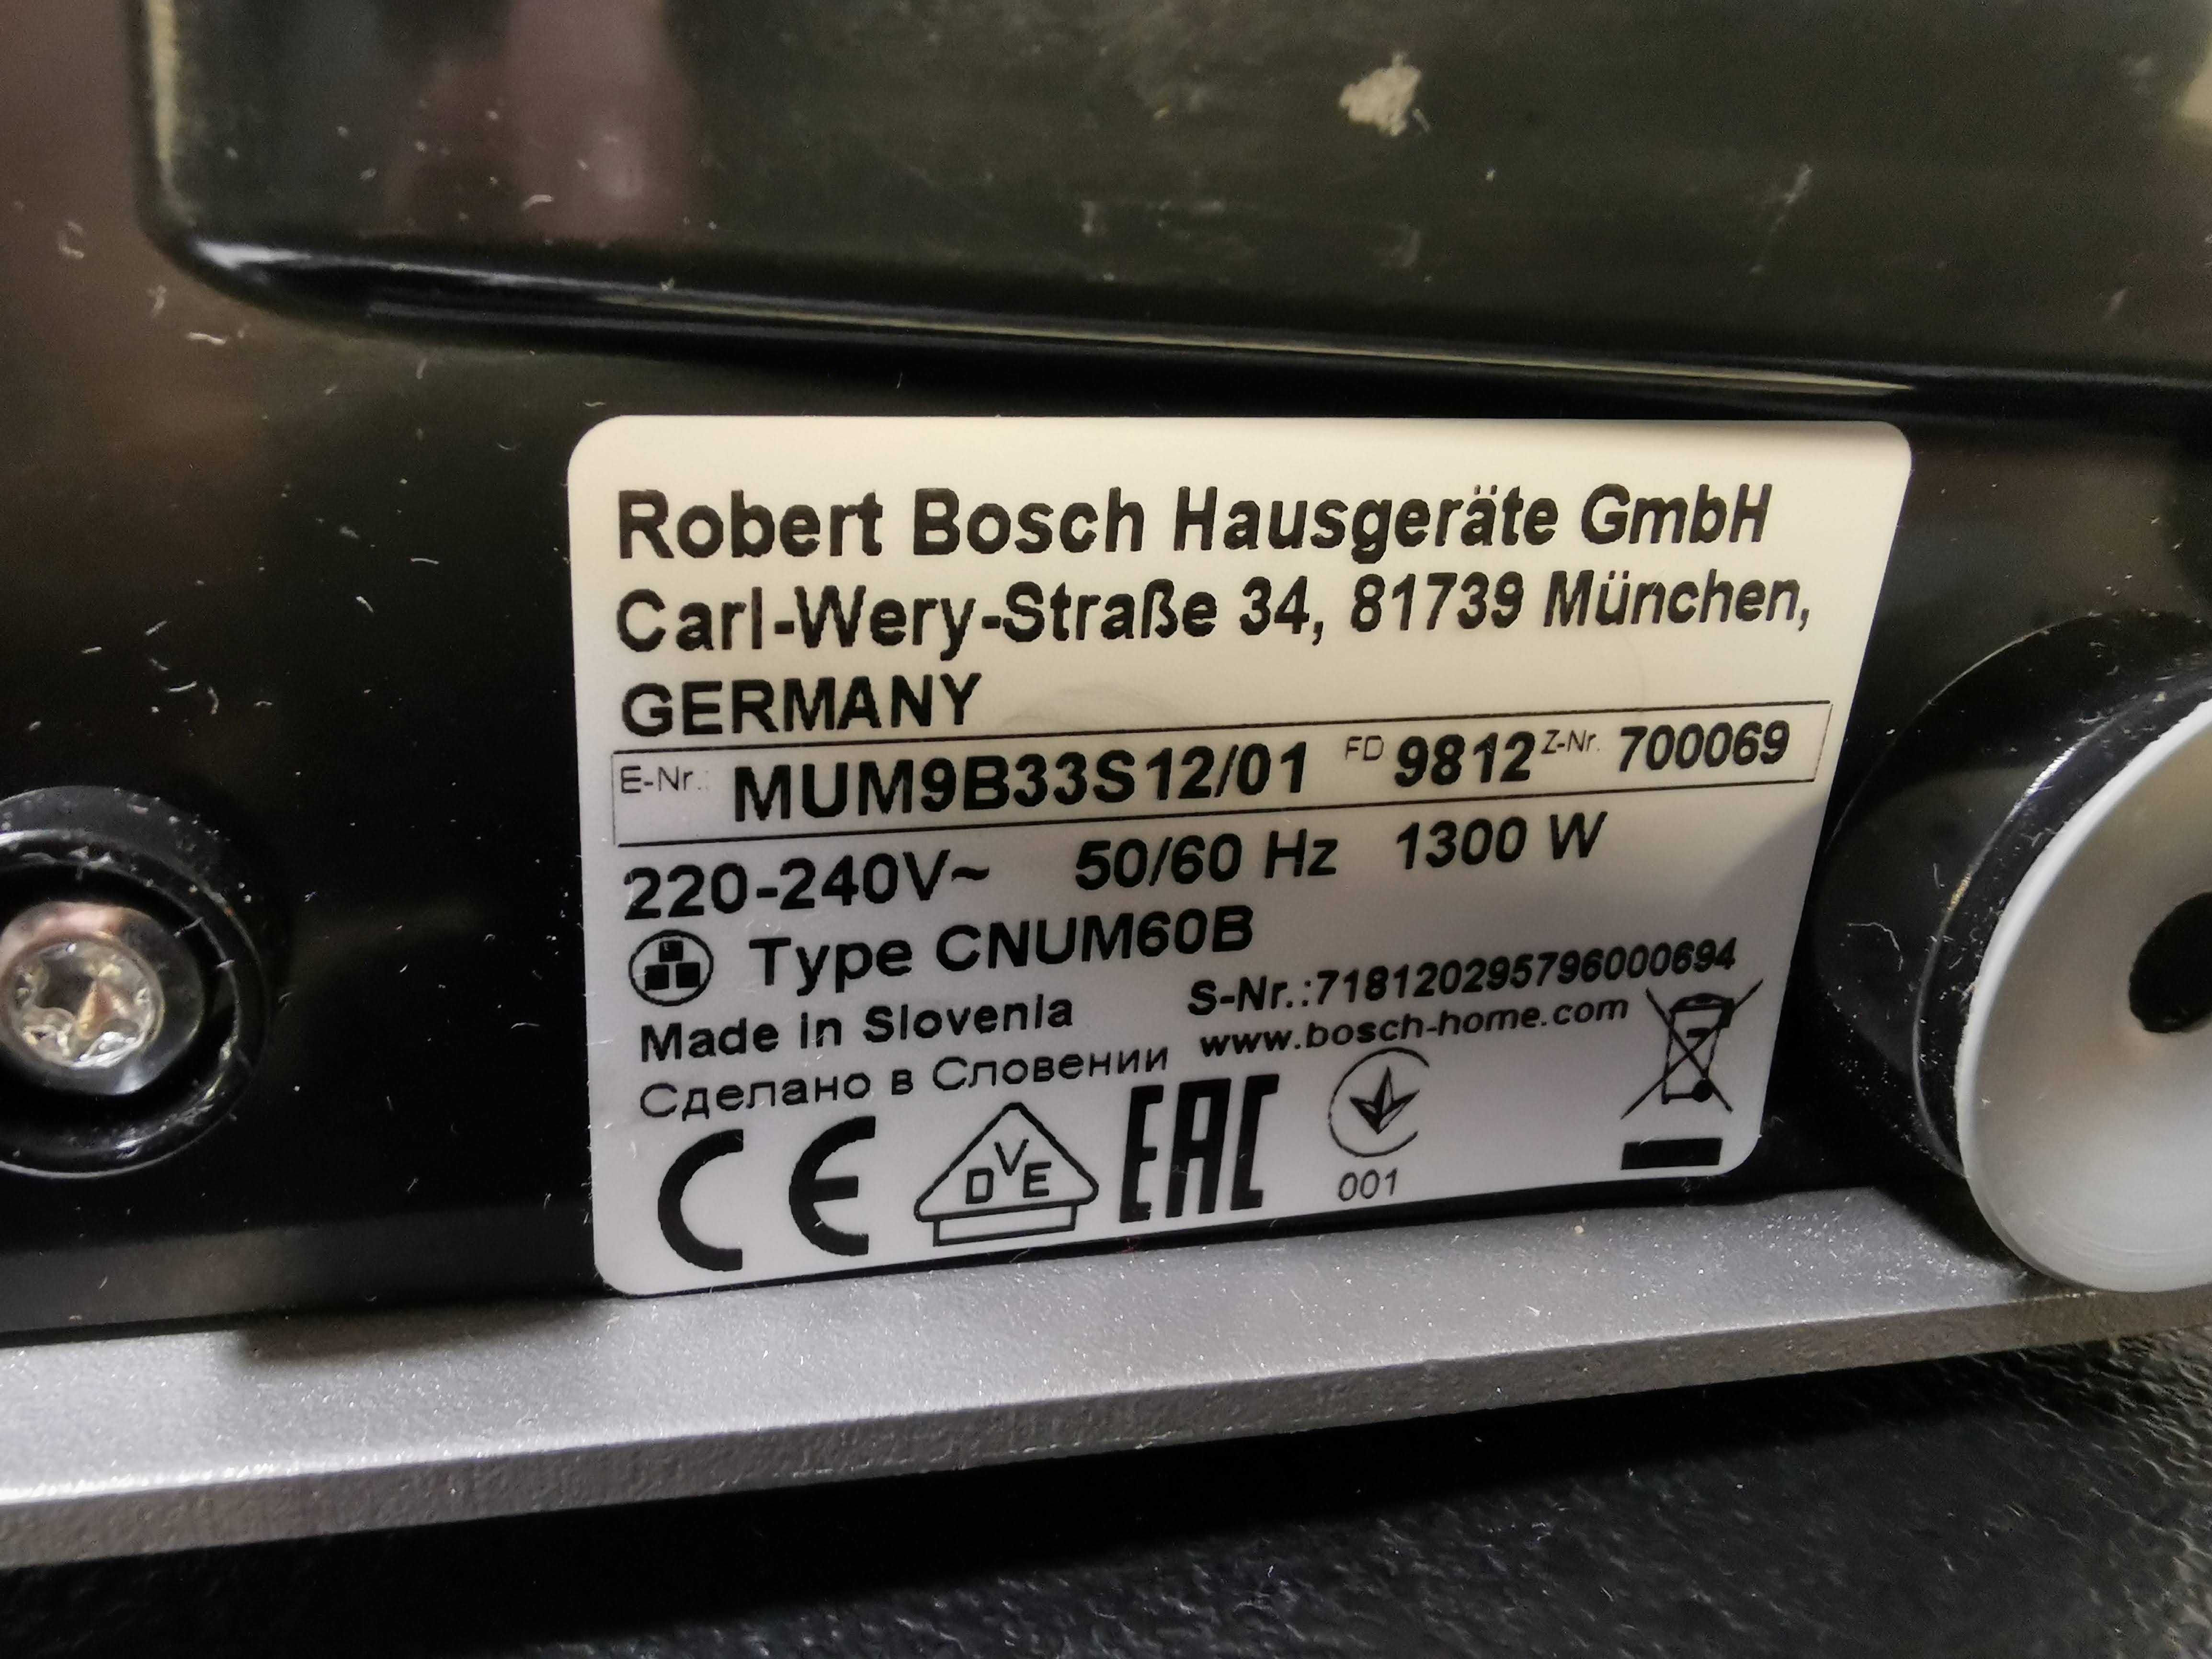 Robert Bosch Hausgeräte GmbH
Carl-Wery-Straße 34, 81739 München,
GERMANY
E-Nr.: MUM9B33S12/01 FD 9812 Z-Nr. 700069
220-240V~ 50/60 Hz 1300 W
Type CNUM60B
S-Nr.:718120295796000694
Made in Slovenia
www.bosch-home.com
Сделано в Словении
CE DVE EAC
001